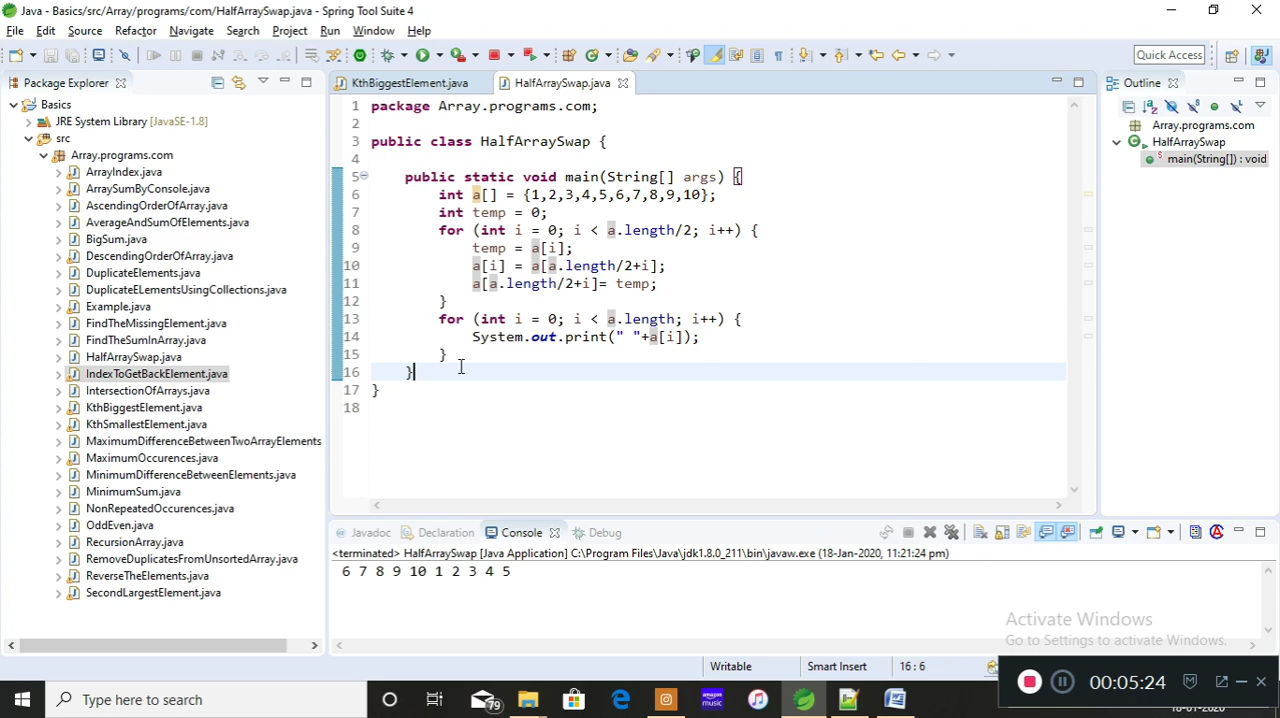 Java - Basics/src/Array/programs/com/HalfArraySwap.java - Spring Tool Suite 4
File Edit Source Refactor Navigate Search Project Run Window Help
Quick Access
Package Explorer
Basics
JRE System Library [JavaSE-1.8]
src
Array.programs.com
ArrayIndex.java
ArraySumByConsole.java
AscendingOrderOfArray.java
AverageAndSumOfElements.java
BigSum.java
DescendingOrderOfArray.java
DuplicateElements.java
DuplicateELementsUsingCollections.java
Example.java
FindTheMissingElement.java
FindTheSumInArray.java
HalfArraySwap.java
IndexToGetBackElement.java
IntersectionOfArrays.java
KthBiggestElement.java
KthSmallestElement.java
MaximumDifferenceBetweenTwoArrayElements
MaximumOccurences.java
MinimumDifferenceBetweenElements.java
MinimumSum.java
NonRepeatedOccurences.java
OddEven.java
RecursionArray.java
RemoveDuplicatesFromUnsortedArray.java
ReverseTheElements.java
SecondLargestElement.java
KthBiggestElement.java HalfArraySwap.java
1 package Array.programs.com;
2
3 public class HalfArraySwap {
4
5 public static void main(String[] args) {
6 int a[] = {1,2,3,4,5,6,7,8,9,10};
7 int temp = 0;
8 for (int i = 0; i < a.length/2; i++) {
9 temp = a[i];
10 a[i] = a[a.length/2+i];
11 a[a.length/2+i]= temp;
12 }
13 for (int i = 0; i < a.length; i++) {
14 System.out.print(" "+a[i]);
15 }
16 }
17 }
18
Outline
Array.programs.com
HalfArraySwap
main(String[]) : void
Javadoc Declaration Console Debug
<terminated> HalfArraySwap [Java Application] C:\Program Files\Java\jdk1.8.0_211\bin\javaw.exe (18-Jan-2020, 11:21:24 pm)
6 7 8 9 10 1 2 3 4 5
Activate Windows
Go to Settings to activate Windows.
Writable Smart Insert 16 : 6
00:05:24
Type here to search
79
18-01-2020